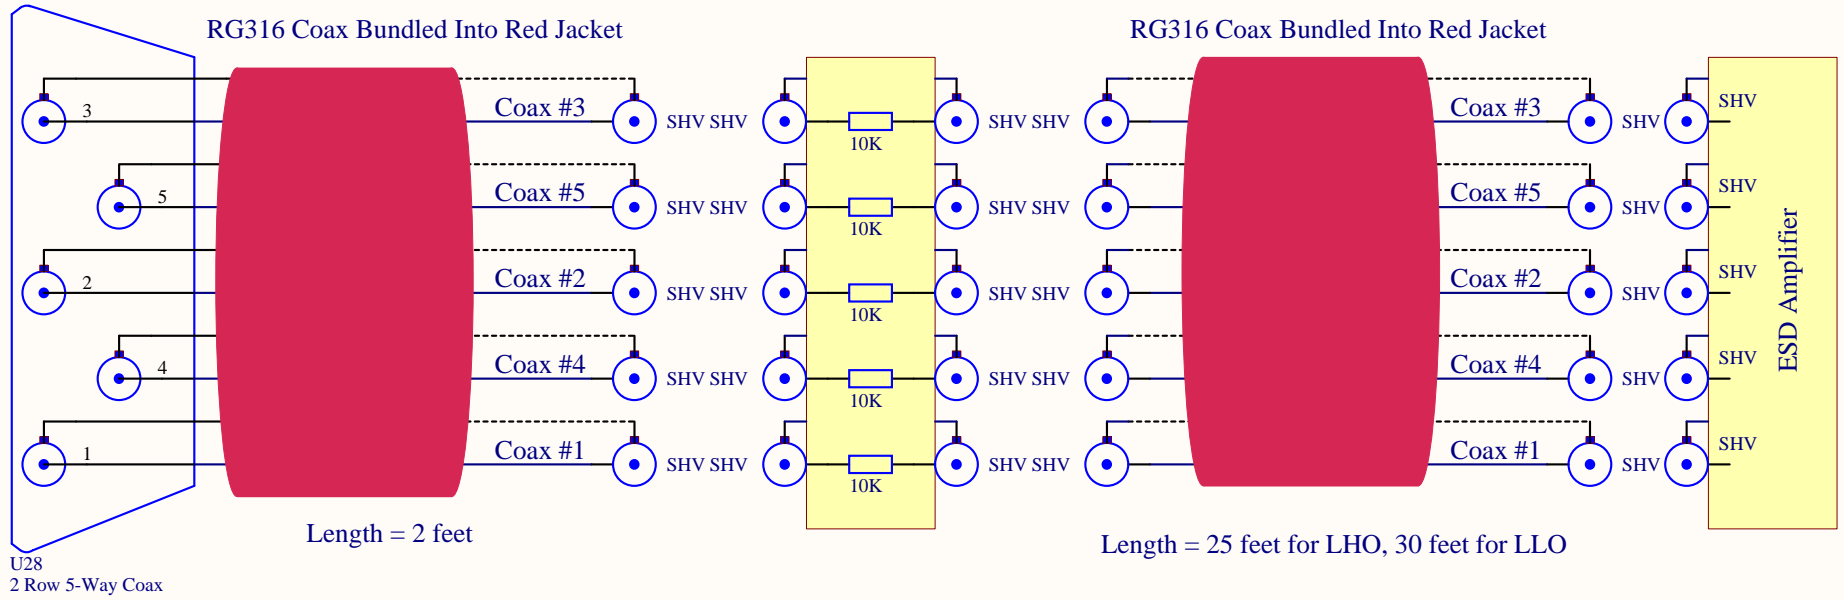 RG316 Coax Bundled Into Red Jacket
RG316 Coax Bundled Into Red Jacket
3
Coax #3
SHV SHV
10K
SHV SHV
Coax #3
SHV
SHV
5
Coax #5
SHV SHV
10K
SHV SHV
Coax #5
SHV
SHV
2
Coax #2
SHV SHV
10K
SHV SHV
Coax #2
SHV
SHV
4
Coax #4
SHV SHV
10K
SHV SHV
Coax #4
SHV
SHV
1
Coax #1
SHV SHV
10K
SHV SHV
Coax #1
SHV
SHV
ESD Amplifier
Length = 2 feet
Length = 25 feet for LHO, 30 feet for LLO
U28
2 Row 5-Way Coax